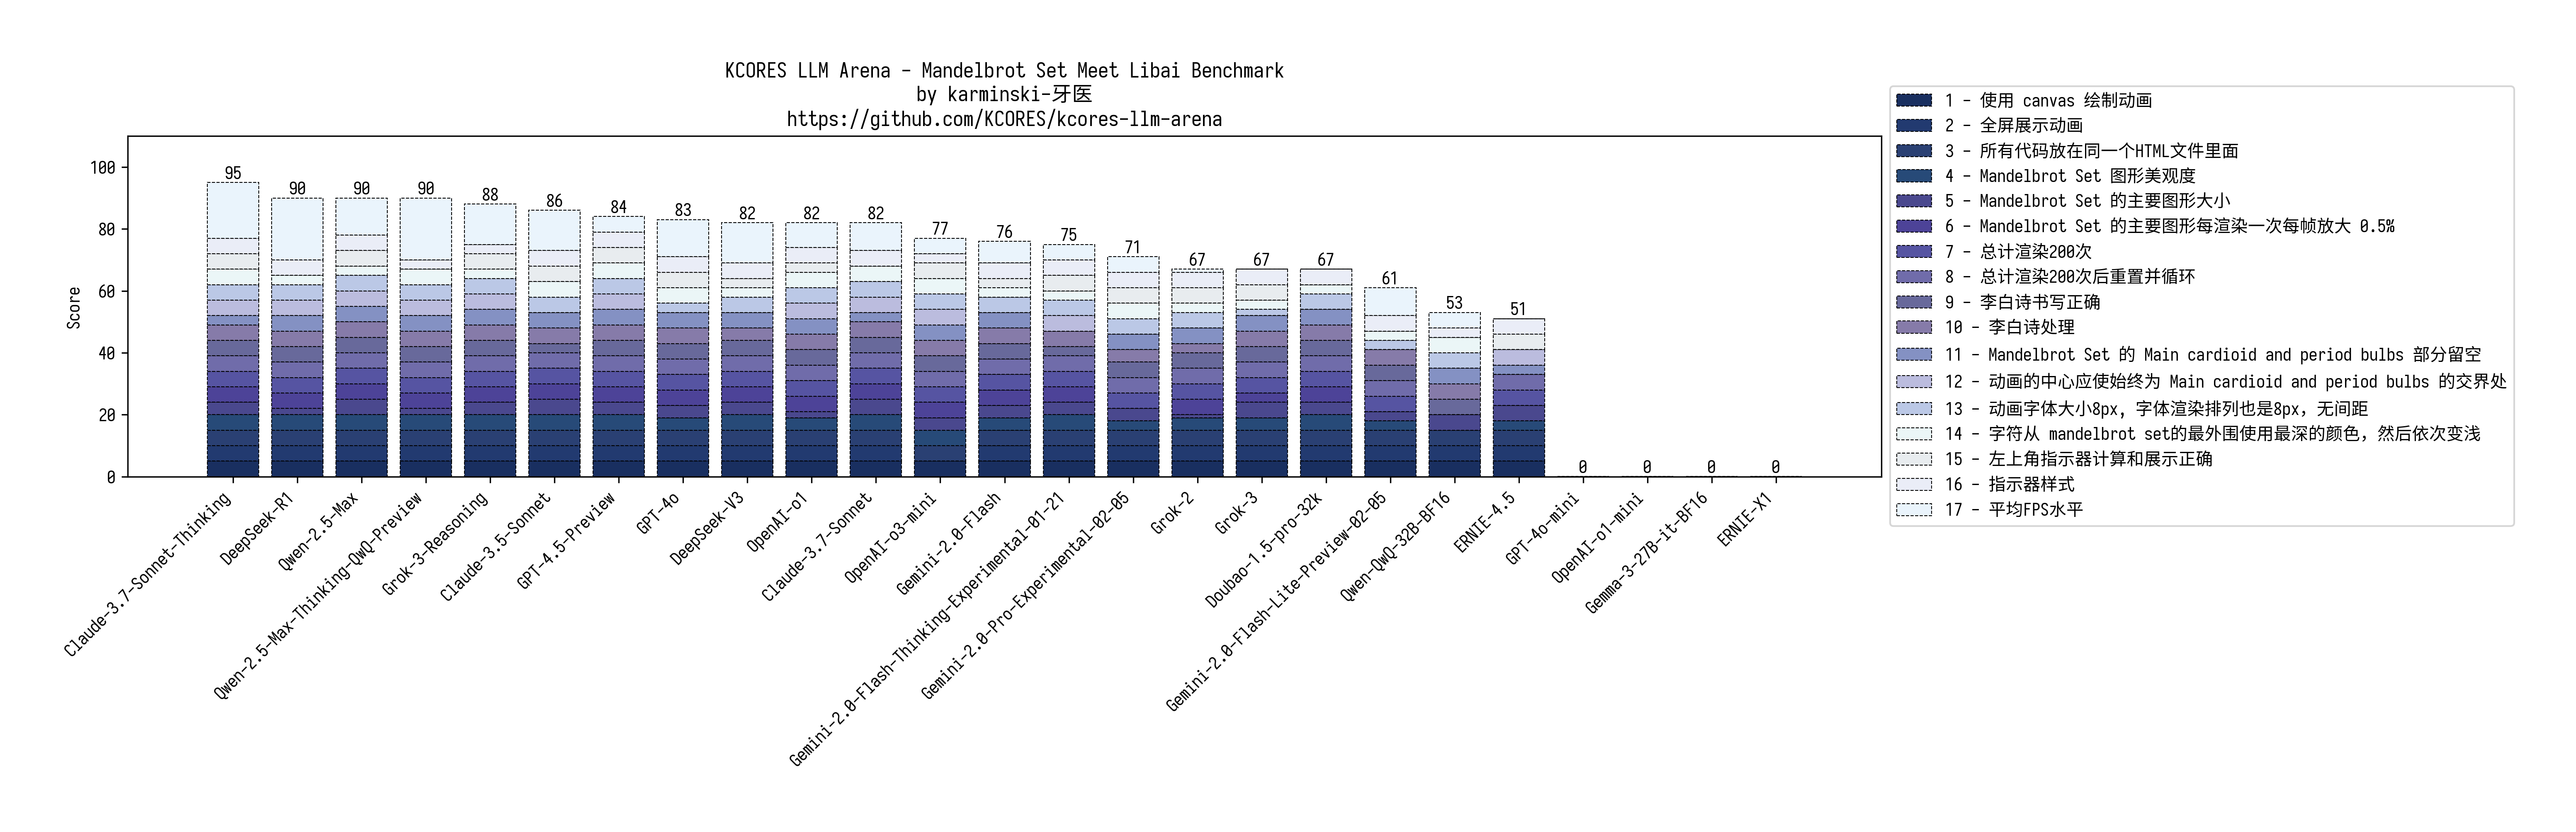 KCORES LLM Arena - Mandelbrot Set Meet Libai Benchmark
by karminski-牙医
https://github.com/KCORES/kcores-llm-arena
Score
100
80
60
40
20
0
95
90
90
90
88
86
84
83
82
82
82
77
76
75
71
67
67
67
61
53
51
0
0
0
0
Claude-3.7-Sonnet-Thinking
DeepSeek-R1
Qwen-2.5-Max
Qwen-2.5-Max-Thinking-QwQ-Preview
Grok-3-Reasoning
Claude-3.5-Sonnet
GPT-4.5-Preview
GPT-4o
DeepSeek-V3
OpenAI-o1
Claude-3.7-Sonnet
OpenAI-o3-mini
Gemini-2.0-Flash
Gemini-2.0-Flash-Thinking-Experimental-01-21
Gemini-2.0-Pro-Experimental-02-05
Grok-2
Grok-3
Doubao-1.5-pro-32k
Gemini-2.0-Flash-Lite-Preview-02-05
Qwen-QwQ-32B-BF16
ERNIE-4.5
GPT-4o-mini
OpenAI-o1-mini
Gemma-3-27B-it-BF16
ERNIE-X1
1 - 使用 canvas 绘制动画
2 - 全屏展示动画
3 - 所有代码放在同一个HTML文件里面
4 - Mandelbrot Set 图形美观度
5 - Mandelbrot Set 的主要图形大小
6 - Mandelbrot Set 的主要图形每渲染一次每帧放大 0.5%
7 - 总计渲染200次
8 - 总计渲染200次后重置并循环
9 - 李白诗书写正确
10 - 李白诗处理
11 - Mandelbrot Set 的 Main cardioid and period bulbs 部分留空
12 - 动画的中心应使始终为 Main cardioid and period bulbs 的交界处
13 - 动画字体大小8px, 字体渲染排列也是8px，无间距
14 - 字符从 mandelbrot set的最外围使用最深的颜色，然后依次变浅
15 - 左上角指示器计算和展示正确
16 - 指示器样式
17 - 平均FPS水平